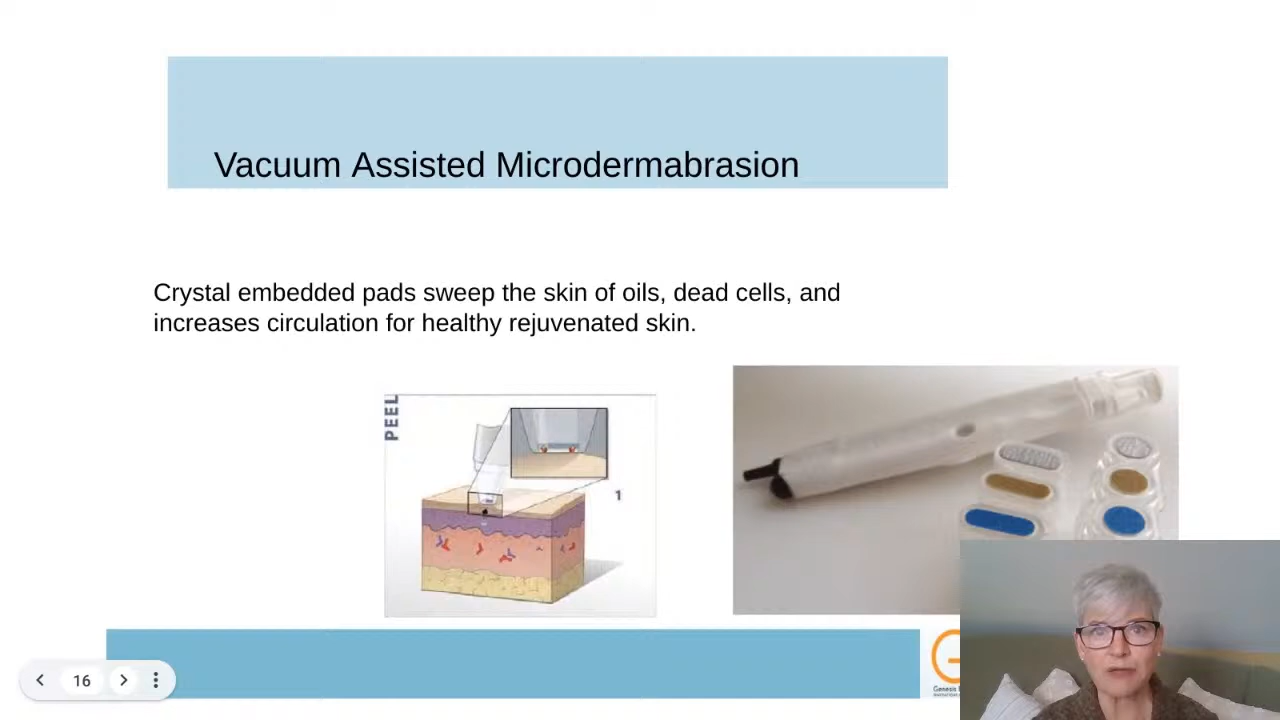 Vacuum Assisted Microdermabrasion
Crystal embedded pads sweep the skin of oils, dead cells, and
increases circulation for healthy rejuvenated skin.
PEEL
1
16
Genesis